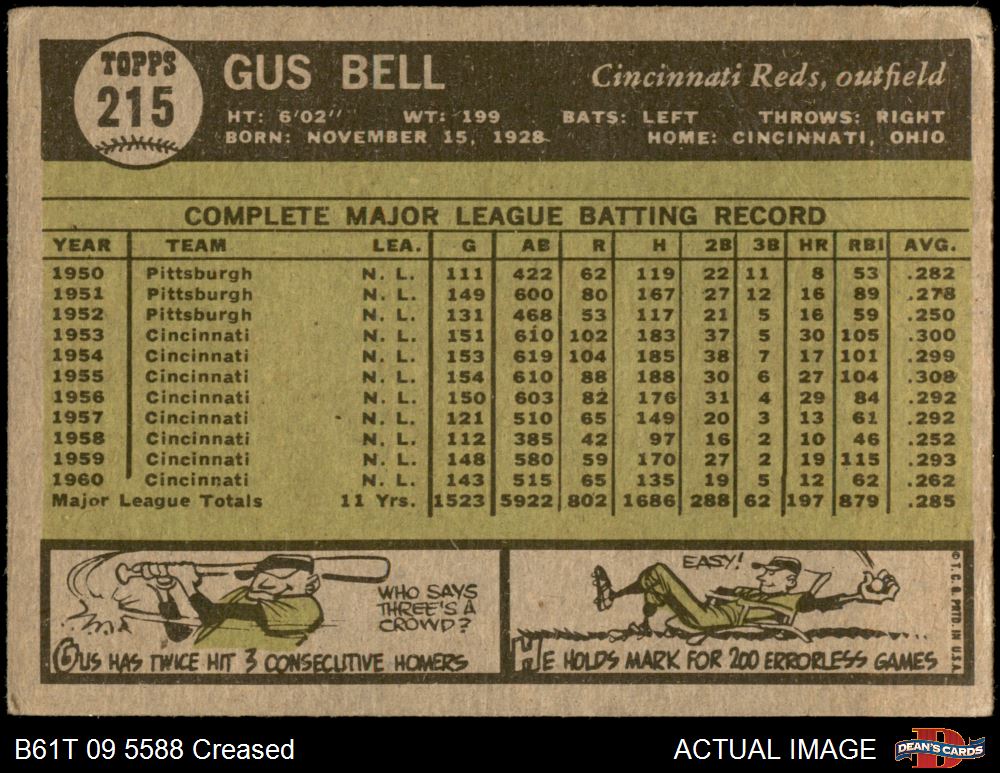 TOPPS
215
GUS BELL
Cincinnati Reds, outfield
HT: 6'02" WT: 199 BATS: LEFT THROWS: RIGHT
BORN: NOVEMBER 15, 1928 HOME: CINCINNATI, OHIO
COMPLETE MAJOR LEAGUE BATTING RECORD
YEAR TEAM LEA. G AB R H 2B 3B HR RBI AVG.
1950 Pittsburgh N. L. 111 422 62 119 22 11 8 53 .282
1951 Pittsburgh N. L. 149 600 80 167 27 12 16 89 .278
1952 Pittsburgh N. L. 131 468 53 117 21 5 16 59 .250
1953 Cincinnati N. L. 151 610 102 183 37 5 30 105 .300
1954 Cincinnati N. L. 153 619 104 185 38 7 17 101 .299
1955 Cincinnati N. L. 154 610 88 188 30 6 27 104 .308
1956 Cincinnati N. L. 150 603 82 176 31 4 29 84 .292
1957 Cincinnati N. L. 121 510 65 149 20 3 13 61 .292
1958 Cincinnati N. L. 112 385 42 97 16 2 10 46 .252
1959 Cincinnati N. L. 148 580 59 170 27 2 19 115 .293
1960 Cincinnati N. L. 143 515 65 135 19 5 12 62 .262
Major League Totals 11 Yrs. 1523 5922 802 1686 288 62 197 879 .285
WHO SAYS
THREE'S A
CROWD?
GUS HAS TWICE HIT 3 CONSECUTIVE HOMERS
EASY!
HE HOLDS MARK FOR 200 ERRORLESS GAMES
© T. C. G. PRTD. IN U.S.A.
B61T 09 5588 Creased
ACTUAL IMAGE
D
DEAN'S CARDS